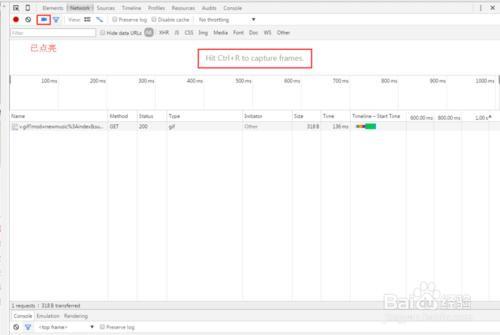 Elements Network Sources Timeline Profiles Resources Audits Console
View: Preserve log Disable cache No throttling
Filter Hide data URLs All XHR JS CSS Img Media Font Doc WS Other
已点亮
Hit Ctrl+R to capture frames.
100 ms 200 ms 300 ms 400 ms 500 ms 600 ms 700 ms 800 ms 900 ms 1000 ms
Name Method Status Type Initiator Size Time Timeline – Start Time 600.00 ms 800.00 ms 1.00 s
v.gif?mod=newmusic%3Aindex&su... GET 200 gif Other 318 B 136 ms
1 requests | 318 B transferred
Console Emulation Rendering
<top frame> Preserve log
Baidu 经验